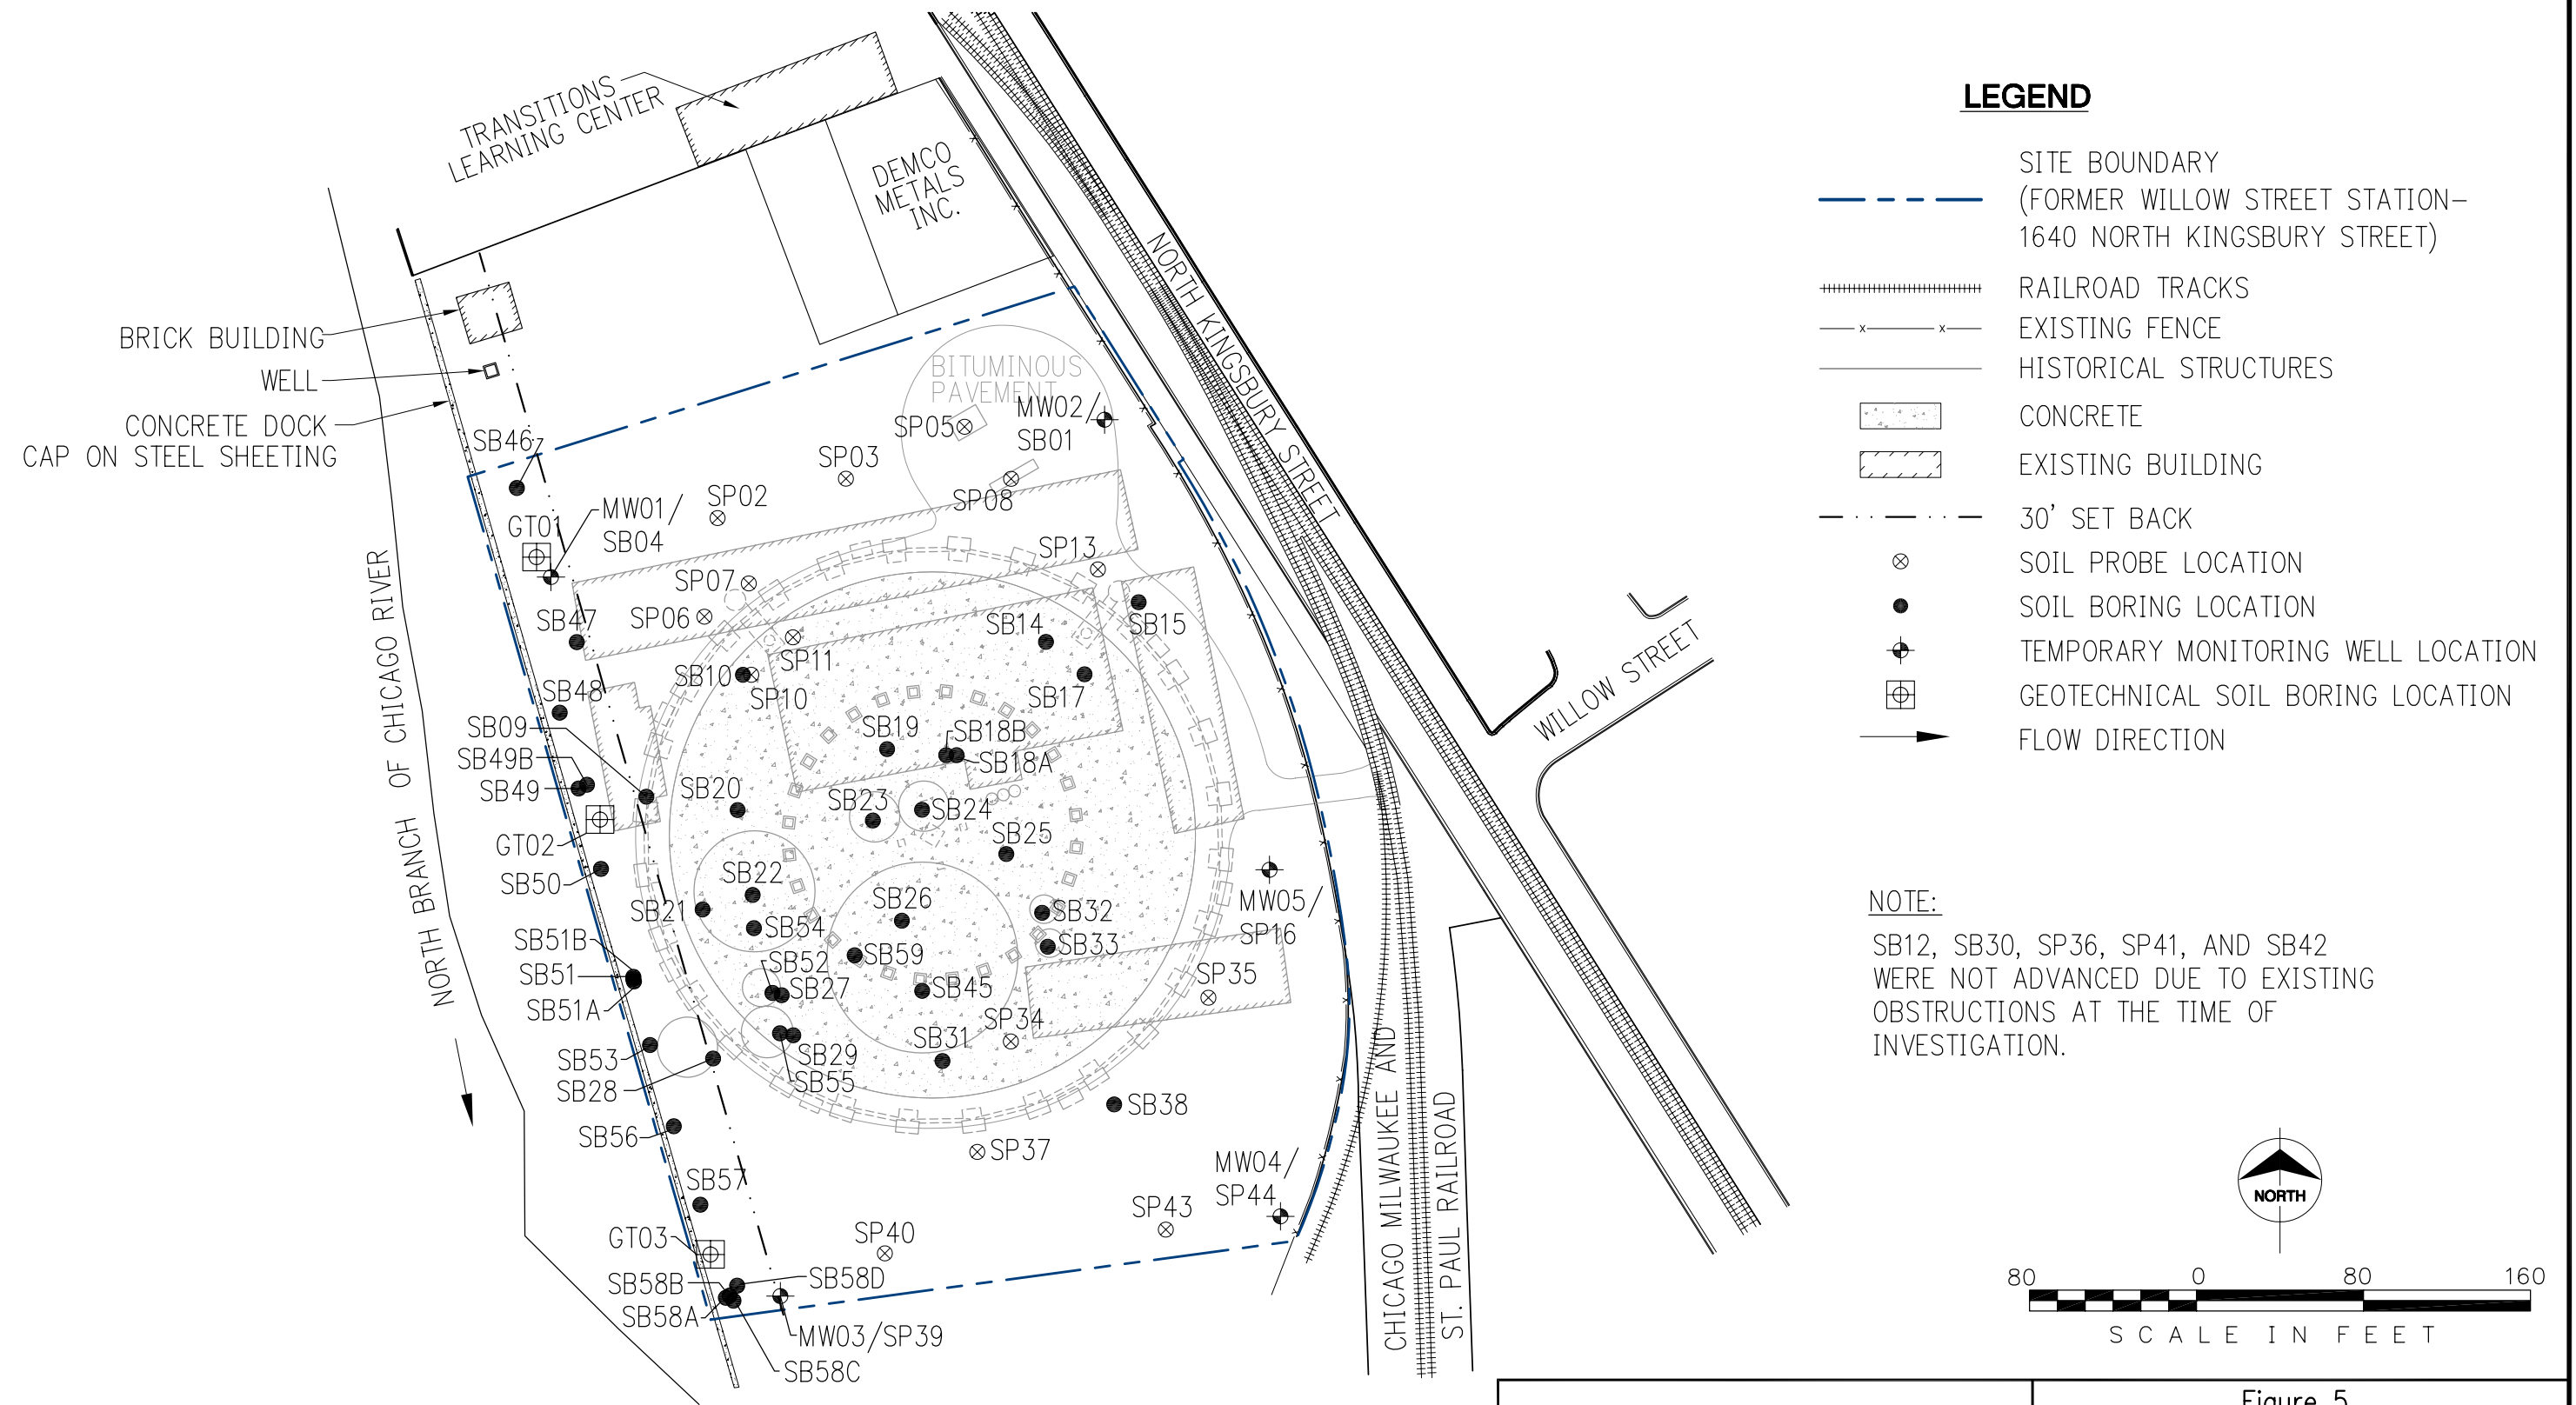 TRANSITIONS
LEARNING CENTER
DEMCO
METALS
INC.
NORTH KINGSBURY STREET
BRICK BUILDING
WELL
CONCRETE DOCK
CAP ON STEEL SHEETING
BITUMINOUS
PAVEMENT
SB46
SP05
MW02/
SB01
SP03
SP08
SP02
GT01
MW01/
SB04
SP13
SP07
SP06
SB47
SB14
SB15
SP11
SB10
SP10
SB17
SB48
SB09
SB19
SB18B
SB18A
SB49B
SB49
SB20
SB23
SB24
GT02
SB25
SB50
SB22
SB21
SB26
SB32
MW05/
SP16
SB54
SB33
SB51B
SB51
SB51A
SB59
SB52
SB27
SB45
SP35
SP34
SB31
SB53
SB28
SB29
SB55
SB38
SB56
SP37
SB57
MW04/
SP44
SP43
SP40
GT03
SB58B
SB58D
SB58A
MW03/SP39
SB58C
NORTH BRANCH OF CHICAGO RIVER
WILLOW STREET
CHICAGO MILWAUKEE AND
ST. PAUL RAILROAD
LEGEND
SITE BOUNDARY
(FORMER WILLOW STREET STATION-
1640 NORTH KINGSBURY STREET)
RAILROAD TRACKS
x x
EXISTING FENCE
HISTORICAL STRUCTURES
CONCRETE
EXISTING BUILDING
30' SET BACK
SOIL PROBE LOCATION
SOIL BORING LOCATION
TEMPORARY MONITORING WELL LOCATION
GEOTECHNICAL SOIL BORING LOCATION
FLOW DIRECTION
NOTE:
SB12, SB30, SP36, SP41, AND SB42
WERE NOT ADVANCED DUE TO EXISTING
OBSTRUCTIONS AT THE TIME OF
INVESTIGATION.
NORTH
80 0 80 160
SCALE IN FEET
Figure 5